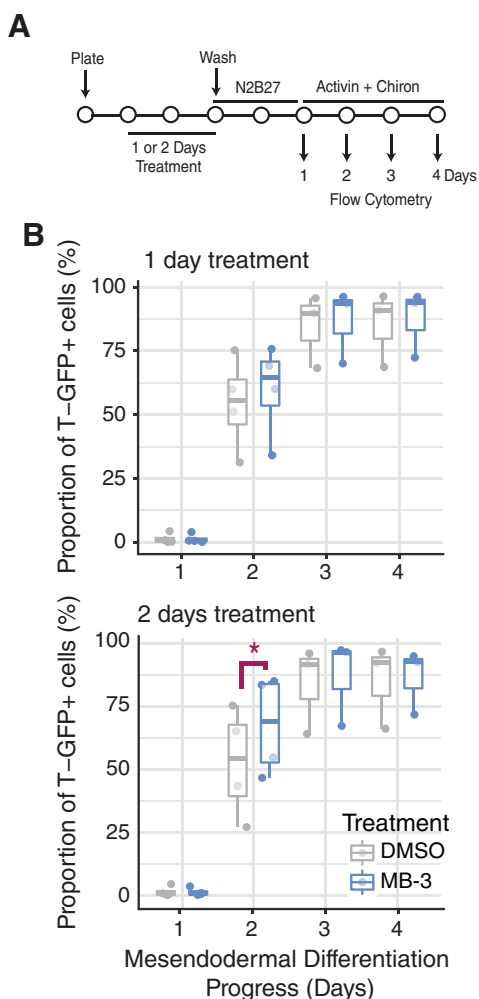 A
Plate
Wash
N2B27
Activin + Chiron
1 or 2 Days
Treatment
1 2 3 4 Days
Flow Cytometry
B
1 day treatment
Proportion of T−GFP+ cells (%)
100
75
50
25
0
1 2 3 4
2 days treatment
Proportion of T−GFP+ cells (%)
100
*
75
50
25
0
Treatment
DMSO
MB-3
1 2 3 4
Mesendodermal Differentiation
Progress (Days)